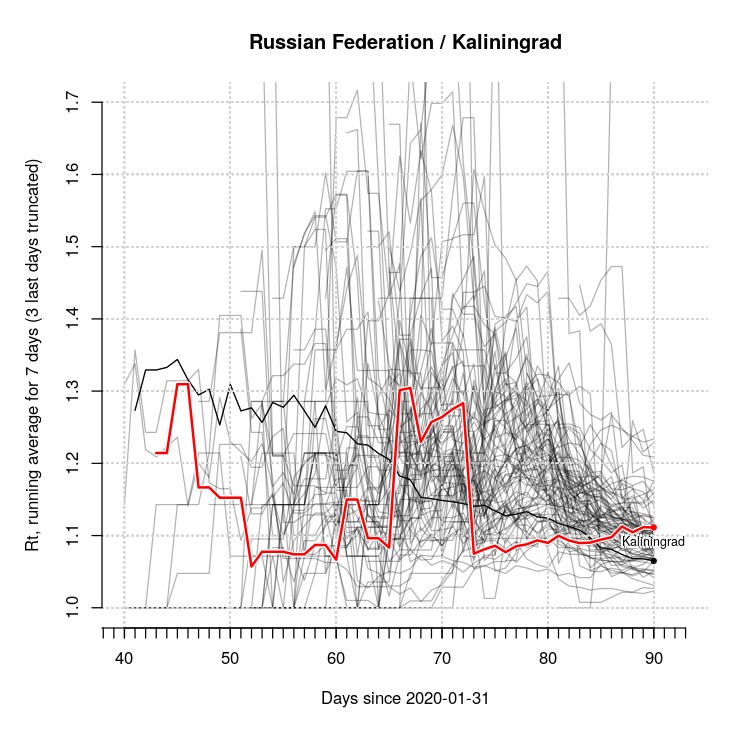 Russian Federation / Kaliningrad
Rt, running average for 7 days (3 last days truncated)
1.7
1.6
1.5
1.4
1.3
1.2
1.1
1.0
Kaliningrad
40 50 60 70 80 90
Days since 2020-01-31